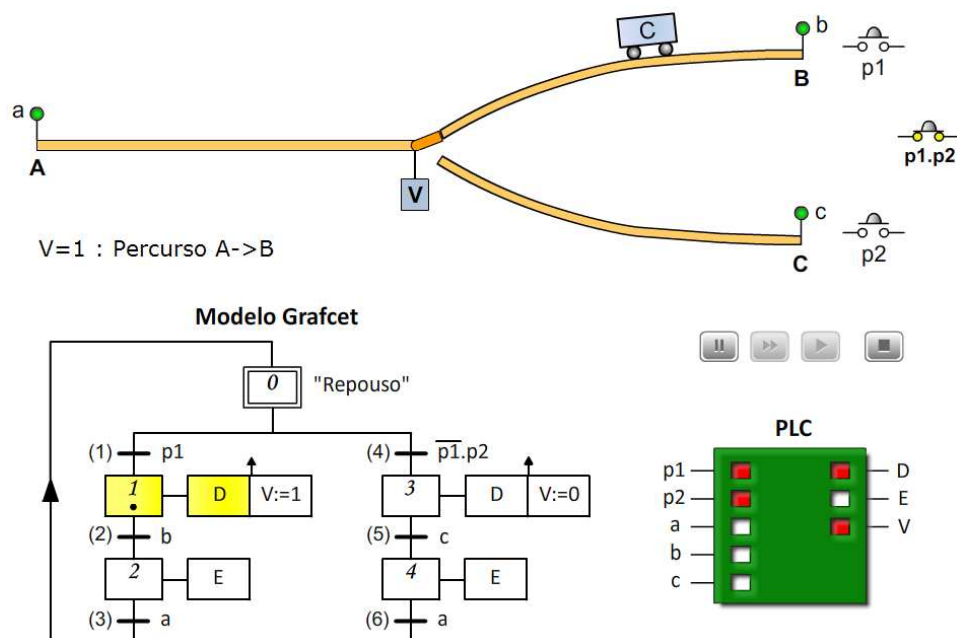 b
C
p1
B
a
A
p1.p2
V
c
p2
C
V=1 : Percurso A->B
Modelo Grafcet
0 "Repouso"
(1) p1
(4) p̅1̅.p2
PLC
1 D V:=1
3 D V:=0
(2) b
(5) c
2 E
4 E
(3) a
(6) a
p1 D
p2 E
a V
b
c